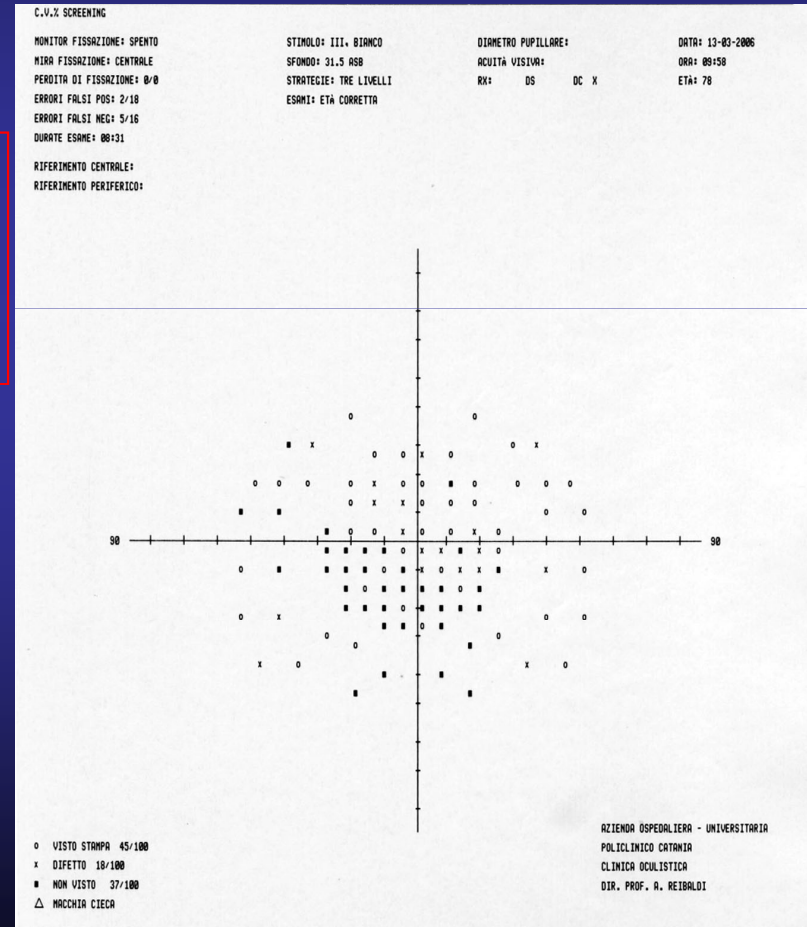 C.V.% SCREENING
MONITOR FISSAZIONE: SPENTO
MIRA FISSAZIONE: CENTRALE
PERDITA DI FISSAZIONE: 0/0
ERRORI FALSI POS: 2/18
ERRORI FALSI NEG: 5/16
DURATE ESAME: 08:31
RIFERIMENTO CENTRALE:
RIFERIMENTO PERIFERICO:
STIMOLO: III, BIANCO
SFONDO: 31.5 ASB
STRATEGIE: TRE LIVELLI
ESAMI: ETÀ CORRETTA
DIAMETRO PUPILLARE:
ACUITÀ VISIVA:
RX: DS DC X
DATA: 13-03-2006
ORA: 09:58
ETÀ: 78
90 90
o VISTO STAMPA 45/100
x DIFETTO 18/100
■ NON VISTO 37/100
△ MACCHIA CIECA
AZIENDA OSPEDALIERA - UNIVERSITARIA
POLICLINICO CATANIA
CLINICA OCULISTICA
DIR. PROF. A. REIBALDI